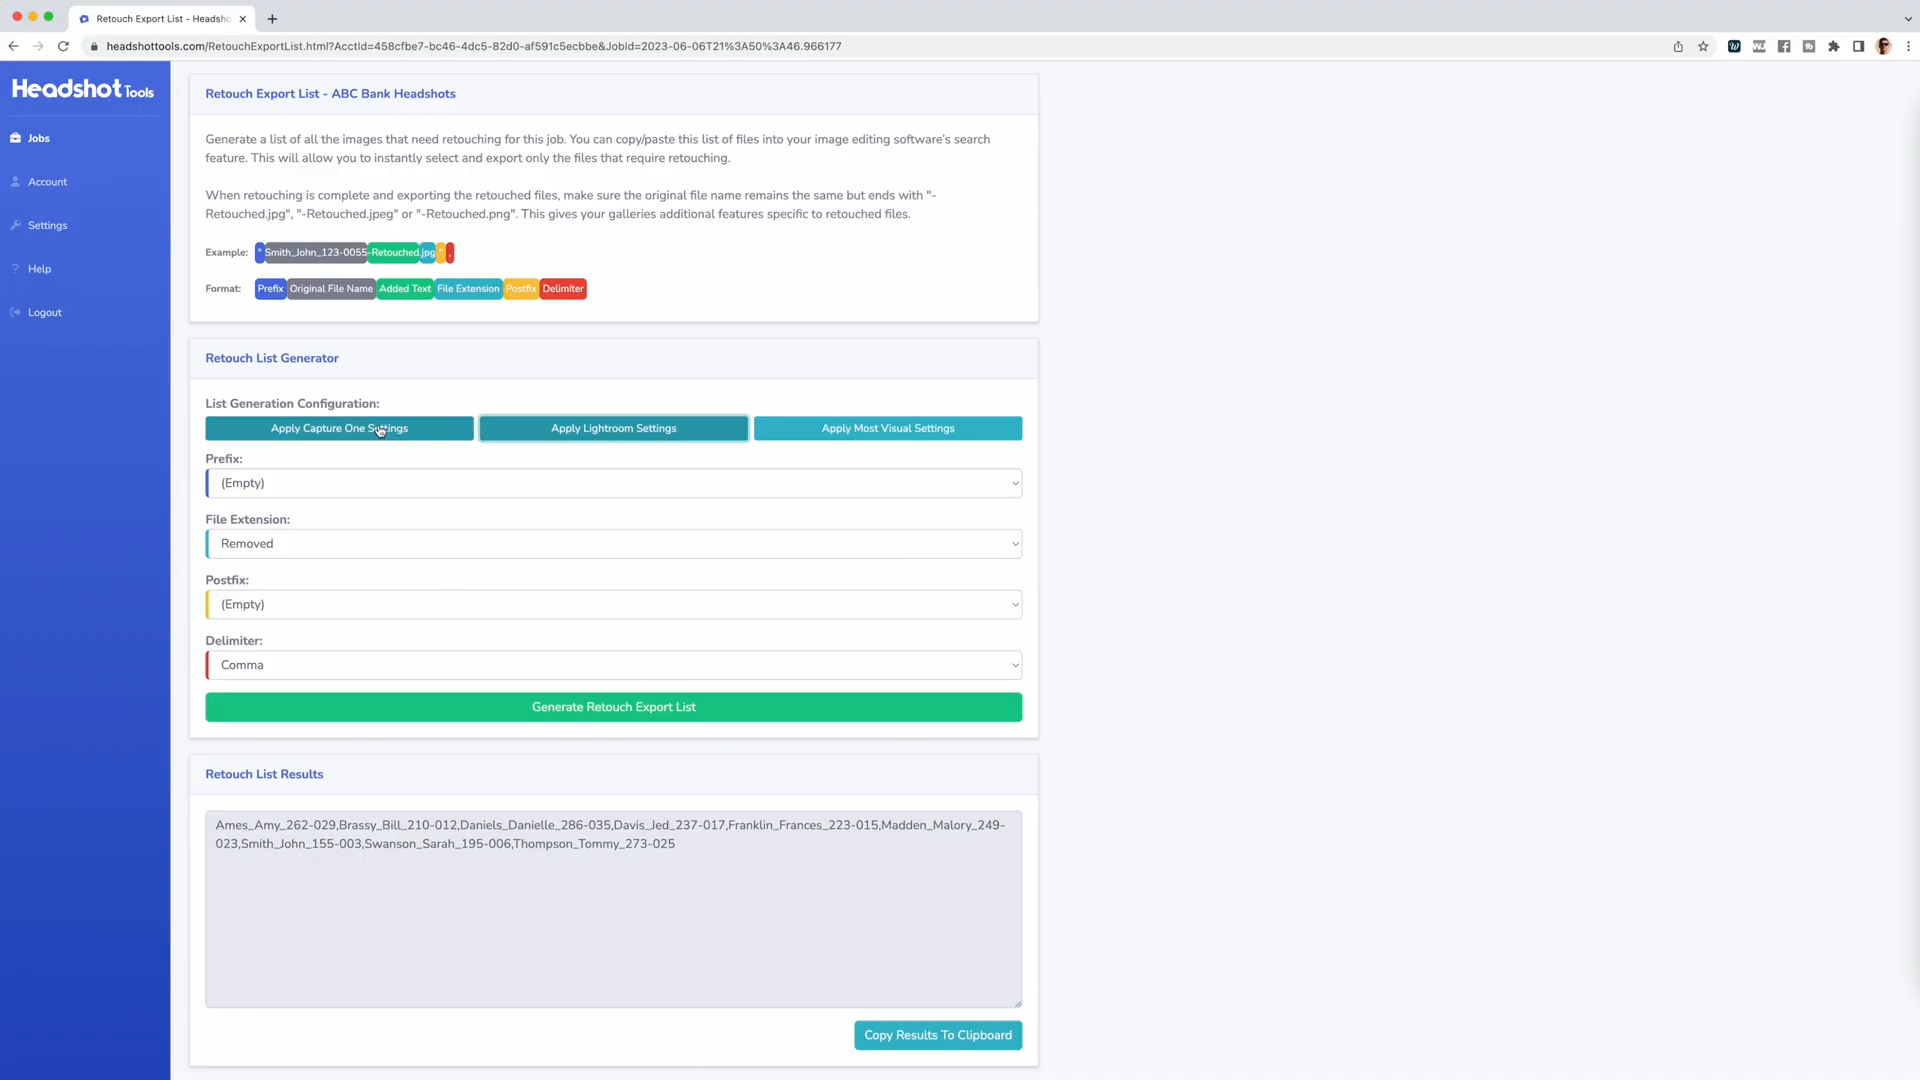 Retouch Export List - Headsho
headshottools.com/RetouchExportList.html?AcctId=458cfbe7-bc46-4dc5-82d0-af591c5ecbbe&JobId=2023-06-06T21%3A50%3A46.966177
Headshot Tools
Jobs
Account
Settings
? Help
Logout
Retouch Export List - ABC Bank Headshots
Generate a list of all the images that need retouching for this job. You can copy/paste this list of files into your image editing software's search
feature. This will allow you to instantly select and export only the files that require retouching.
When retouching is complete and exporting the retouched files, make sure the original file name remains the same but ends with "-
Retouched.jpg", "-Retouched.jpeg" or "-Retouched.png". This gives your galleries additional features specific to retouched files.
Example: "Smith_John_123-0055-Retouched.jpg",
Format: Prefix Original File Name Added Text File Extension Postfix Delimiter
Retouch List Generator
List Generation Configuration:
Apply Capture One Settings Apply Lightroom Settings Apply Most Visual Settings
Prefix:
(Empty)
File Extension:
Removed
Postfix:
(Empty)
Delimiter:
Comma
Generate Retouch Export List
Retouch List Results
Ames_Amy_262-029,Brassy_Bill_210-012,Daniels_Danielle_286-035,Davis_Jed_237-017,Franklin_Frances_223-015,Madden_Malory_249-
023,Smith_John_155-003,Swanson_Sarah_195-006,Thompson_Tommy_273-025
Copy Results To Clipboard